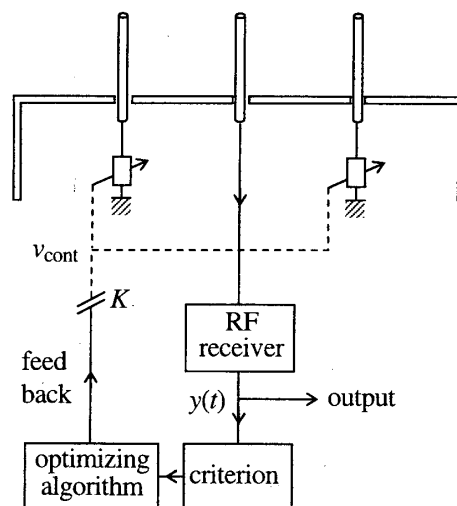 v_cont
K
RF
receiver
feed
back
y(t)
output
optimizing
algorithm
criterion